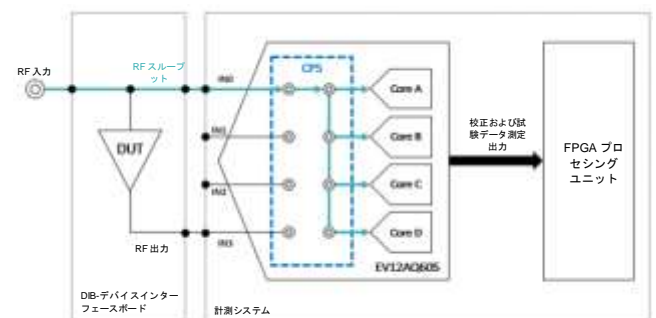 RF 入力
RF スループ
ット
IN0
IN1
IN2
IN3
CPS
Core A
Core B
Core C
Core D
DUT
RF 出力
EV12AQ605
校正および試
験データ測定
出力
FPGA プロ
セシング
ユニット
DIB-デバイスインター
フェースボード
計測システム